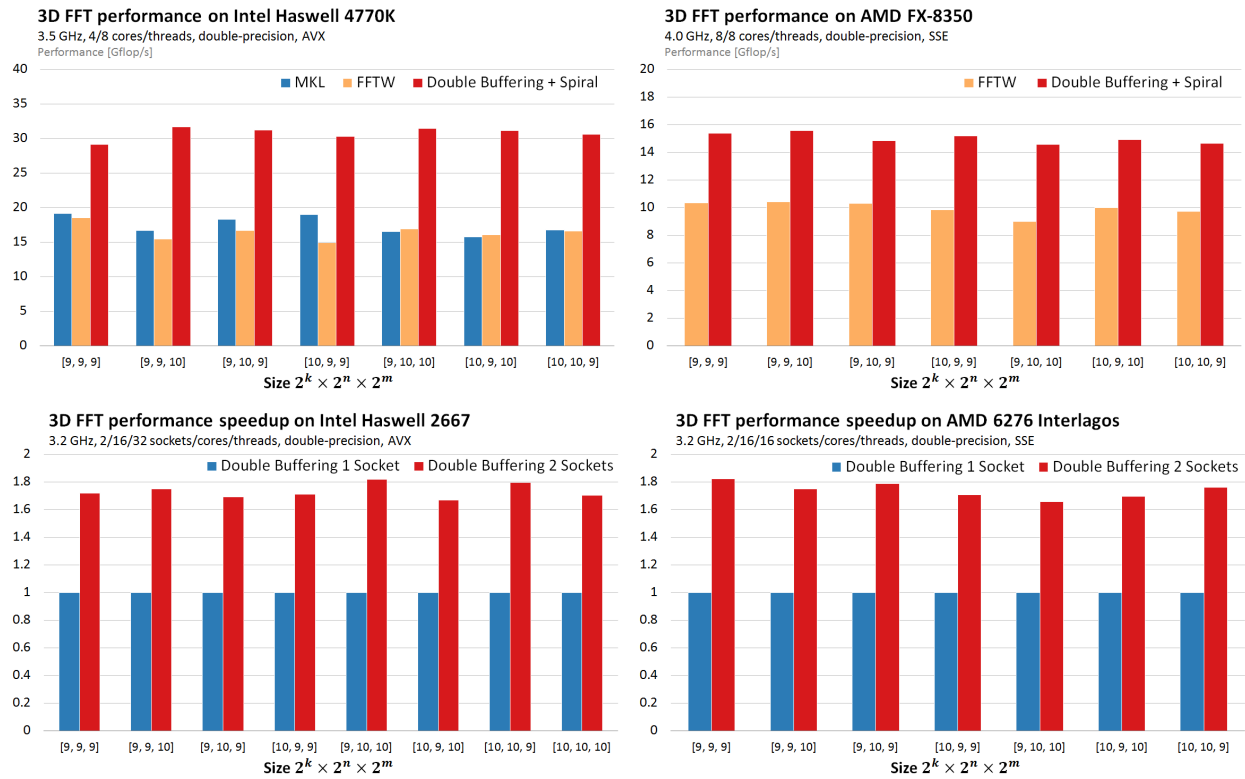 3D FFT performance on Intel Haswell 4770K
3.5 GHz, 4/8 cores/threads, double-precision, AVX
Performance [Gflop/s]
40
35
30
25
20
15
10
5
0
MKL FFTW Double Buffering + Spiral
[9, 9, 9] [9, 9, 10] [9, 10, 9] [10, 9, 9] [9, 10, 10] [10, 9, 10] [10, 10, 9]
Size 2^k × 2^n × 2^m
3D FFT performance on AMD FX-8350
4.0 GHz, 8/8 cores/threads, double-precision, SSE
Performance [Gflop/s]
20
18
16
14
12
10
8
6
4
2
0
FFTW Double Buffering + Spiral
[9, 9, 9] [9, 9, 10] [9, 10, 9] [10, 9, 9] [9, 10, 10] [10, 9, 10] [10, 10, 9]
Size 2^k × 2^n × 2^m
3D FFT performance speedup on Intel Haswell 2667
3.2 GHz, 2/16/32 sockets/cores/threads, double-precision, AVX
2
1.8
1.6
1.4
1.2
1
0.8
0.6
0.4
0.2
0
Double Buffering 1 Socket Double Buffering 2 Sockets
[9, 9, 9] [9, 9, 10] [9, 10, 9] [10, 9, 9] [9, 10, 10] [10, 9, 10] [10, 10, 9] [10, 10, 10]
Size 2^k × 2^n × 2^m
3D FFT performance speedup on AMD 6276 Interlagos
3.2 GHz, 2/16/16 sockets/cores/threads, double-precision, SSE
2
1.8
1.6
1.4
1.2
1
0.8
0.6
0.4
0.2
0
Double Buffering 1 Socket Double Buffering 2 Sockets
[9, 9, 9] [9, 9, 10] [9, 10, 9] [10, 9, 9] [9, 10, 10] [10, 9, 10] [10, 10, 9]
Size 2^k × 2^n × 2^m